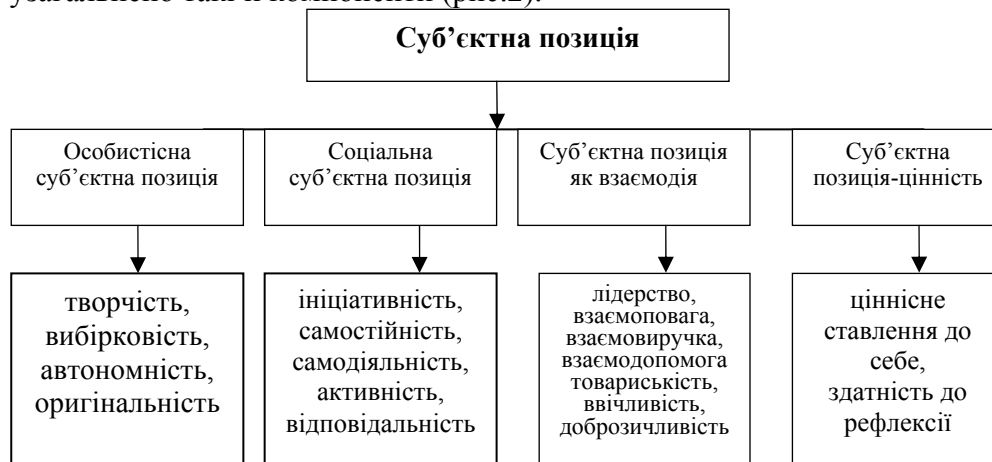 узагальнено такі компоненти (рис.2).
Суб’єктна позиція
Особистісна
суб’єктна позиція
Соціальна
суб’єктна позиція
Суб’єктна позиція
як взаємодія
Суб’єктна
позиція-цінність
творчість,
вибірковість,
автономність,
оригінальність
ініціативність,
самостійність,
самодіяльність,
активність,
відповідальність
лідерство,
взаємоповага,
взаємовиручка,
взаємодопомога
товариськість,
ввічливість,
доброзичливість
ціннісне
ставлення до
себе,
здатність до
рефлексії